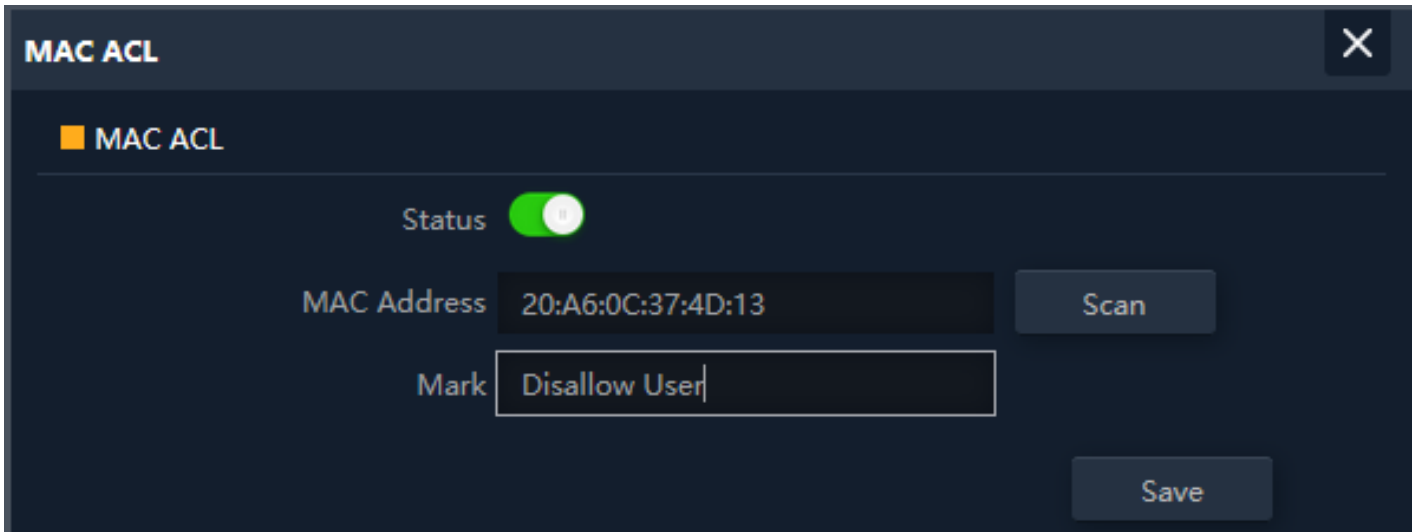 MAC ACL
MAC ACL
Status
MAC Address 20:A6:0C:37:4D:13 Scan
Mark Disallow User
Save